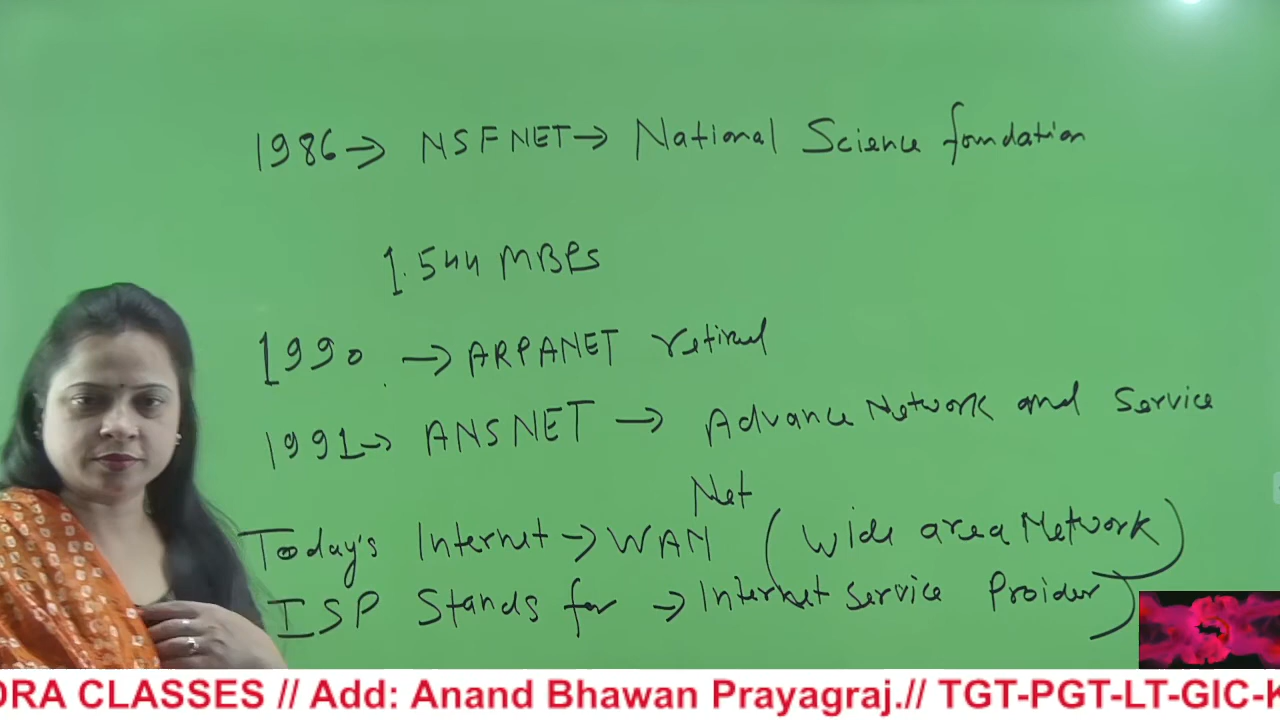 1986→ NSFNET→ National Science foundation
1.544 MBPS
1990 → ARPANET retired
1991→ ANSNET → Advance Network and Service
Net
Today's Internet → WAN (Wide area Network)
ISP Stands for → Internet Service Proider)
DRA CLASSES // Add: Anand Bhawan Prayagraj.// TGT-PGT-LT-GIC-K